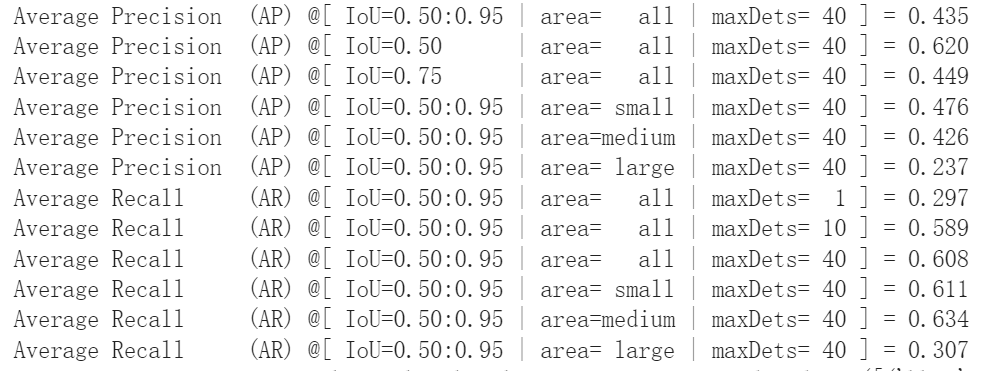 Average Precision  (AP) @[ IoU=0.50:0.95 | area=   all | maxDets= 40 ] = 0.435
Average Precision  (AP) @[ IoU=0.50      | area=   all | maxDets= 40 ] = 0.620
Average Precision  (AP) @[ IoU=0.75      | area=   all | maxDets= 40 ] = 0.449
Average Precision  (AP) @[ IoU=0.50:0.95 | area= small | maxDets= 40 ] = 0.476
Average Precision  (AP) @[ IoU=0.50:0.95 | area=medium | maxDets= 40 ] = 0.426
Average Precision  (AP) @[ IoU=0.50:0.95 | area= large | maxDets= 40 ] = 0.237
Average Recall     (AR) @[ IoU=0.50:0.95 | area=   all | maxDets=  1 ] = 0.297
Average Recall     (AR) @[ IoU=0.50:0.95 | area=   all | maxDets= 10 ] = 0.589
Average Recall     (AR) @[ IoU=0.50:0.95 | area=   all | maxDets= 40 ] = 0.608
Average Recall     (AR) @[ IoU=0.50:0.95 | area= small | maxDets= 40 ] = 0.611
Average Recall     (AR) @[ IoU=0.50:0.95 | area=medium | maxDets= 40 ] = 0.634
Average Recall     (AR) @[ IoU=0.50:0.95 | area= large | maxDets= 40 ] = 0.307